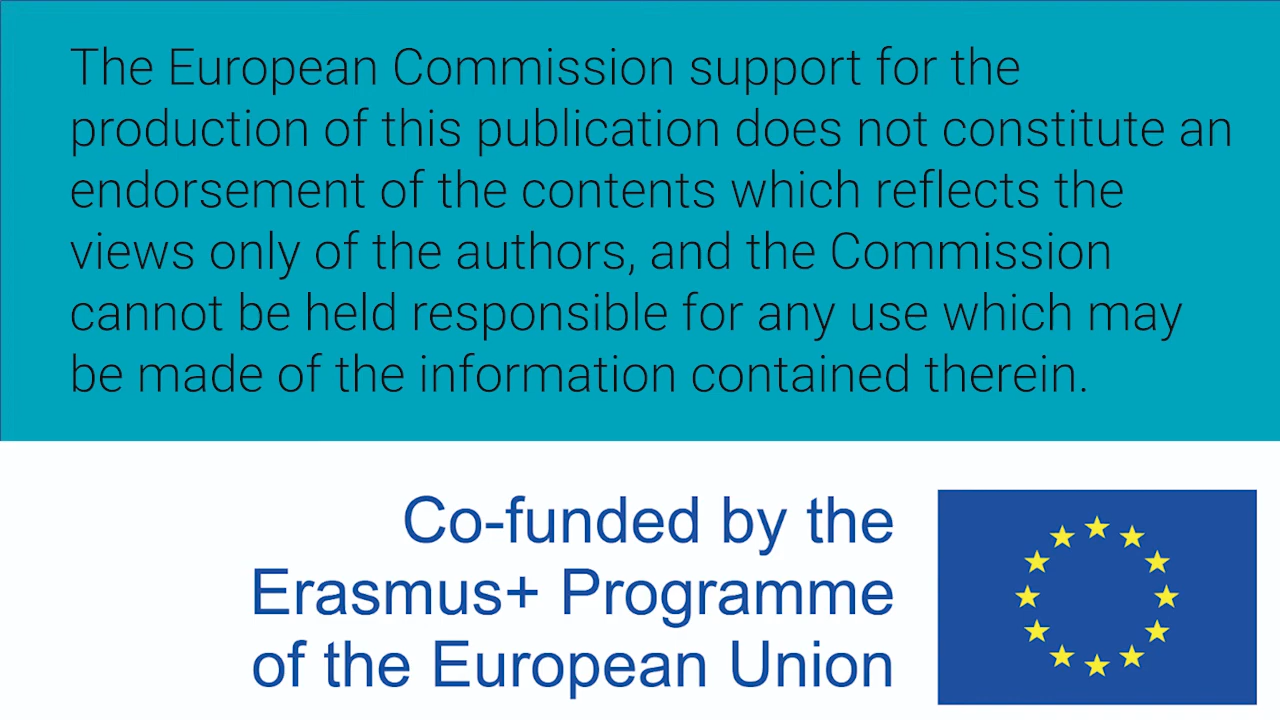 The European Commission support for the
production of this publication does not constitute an
endorsement of the contents which reflects the
views only of the authors, and the Commission
cannot be held responsible for any use which may
be made of the information contained therein.
Co-funded by the
Erasmus+ Programme
of the European Union